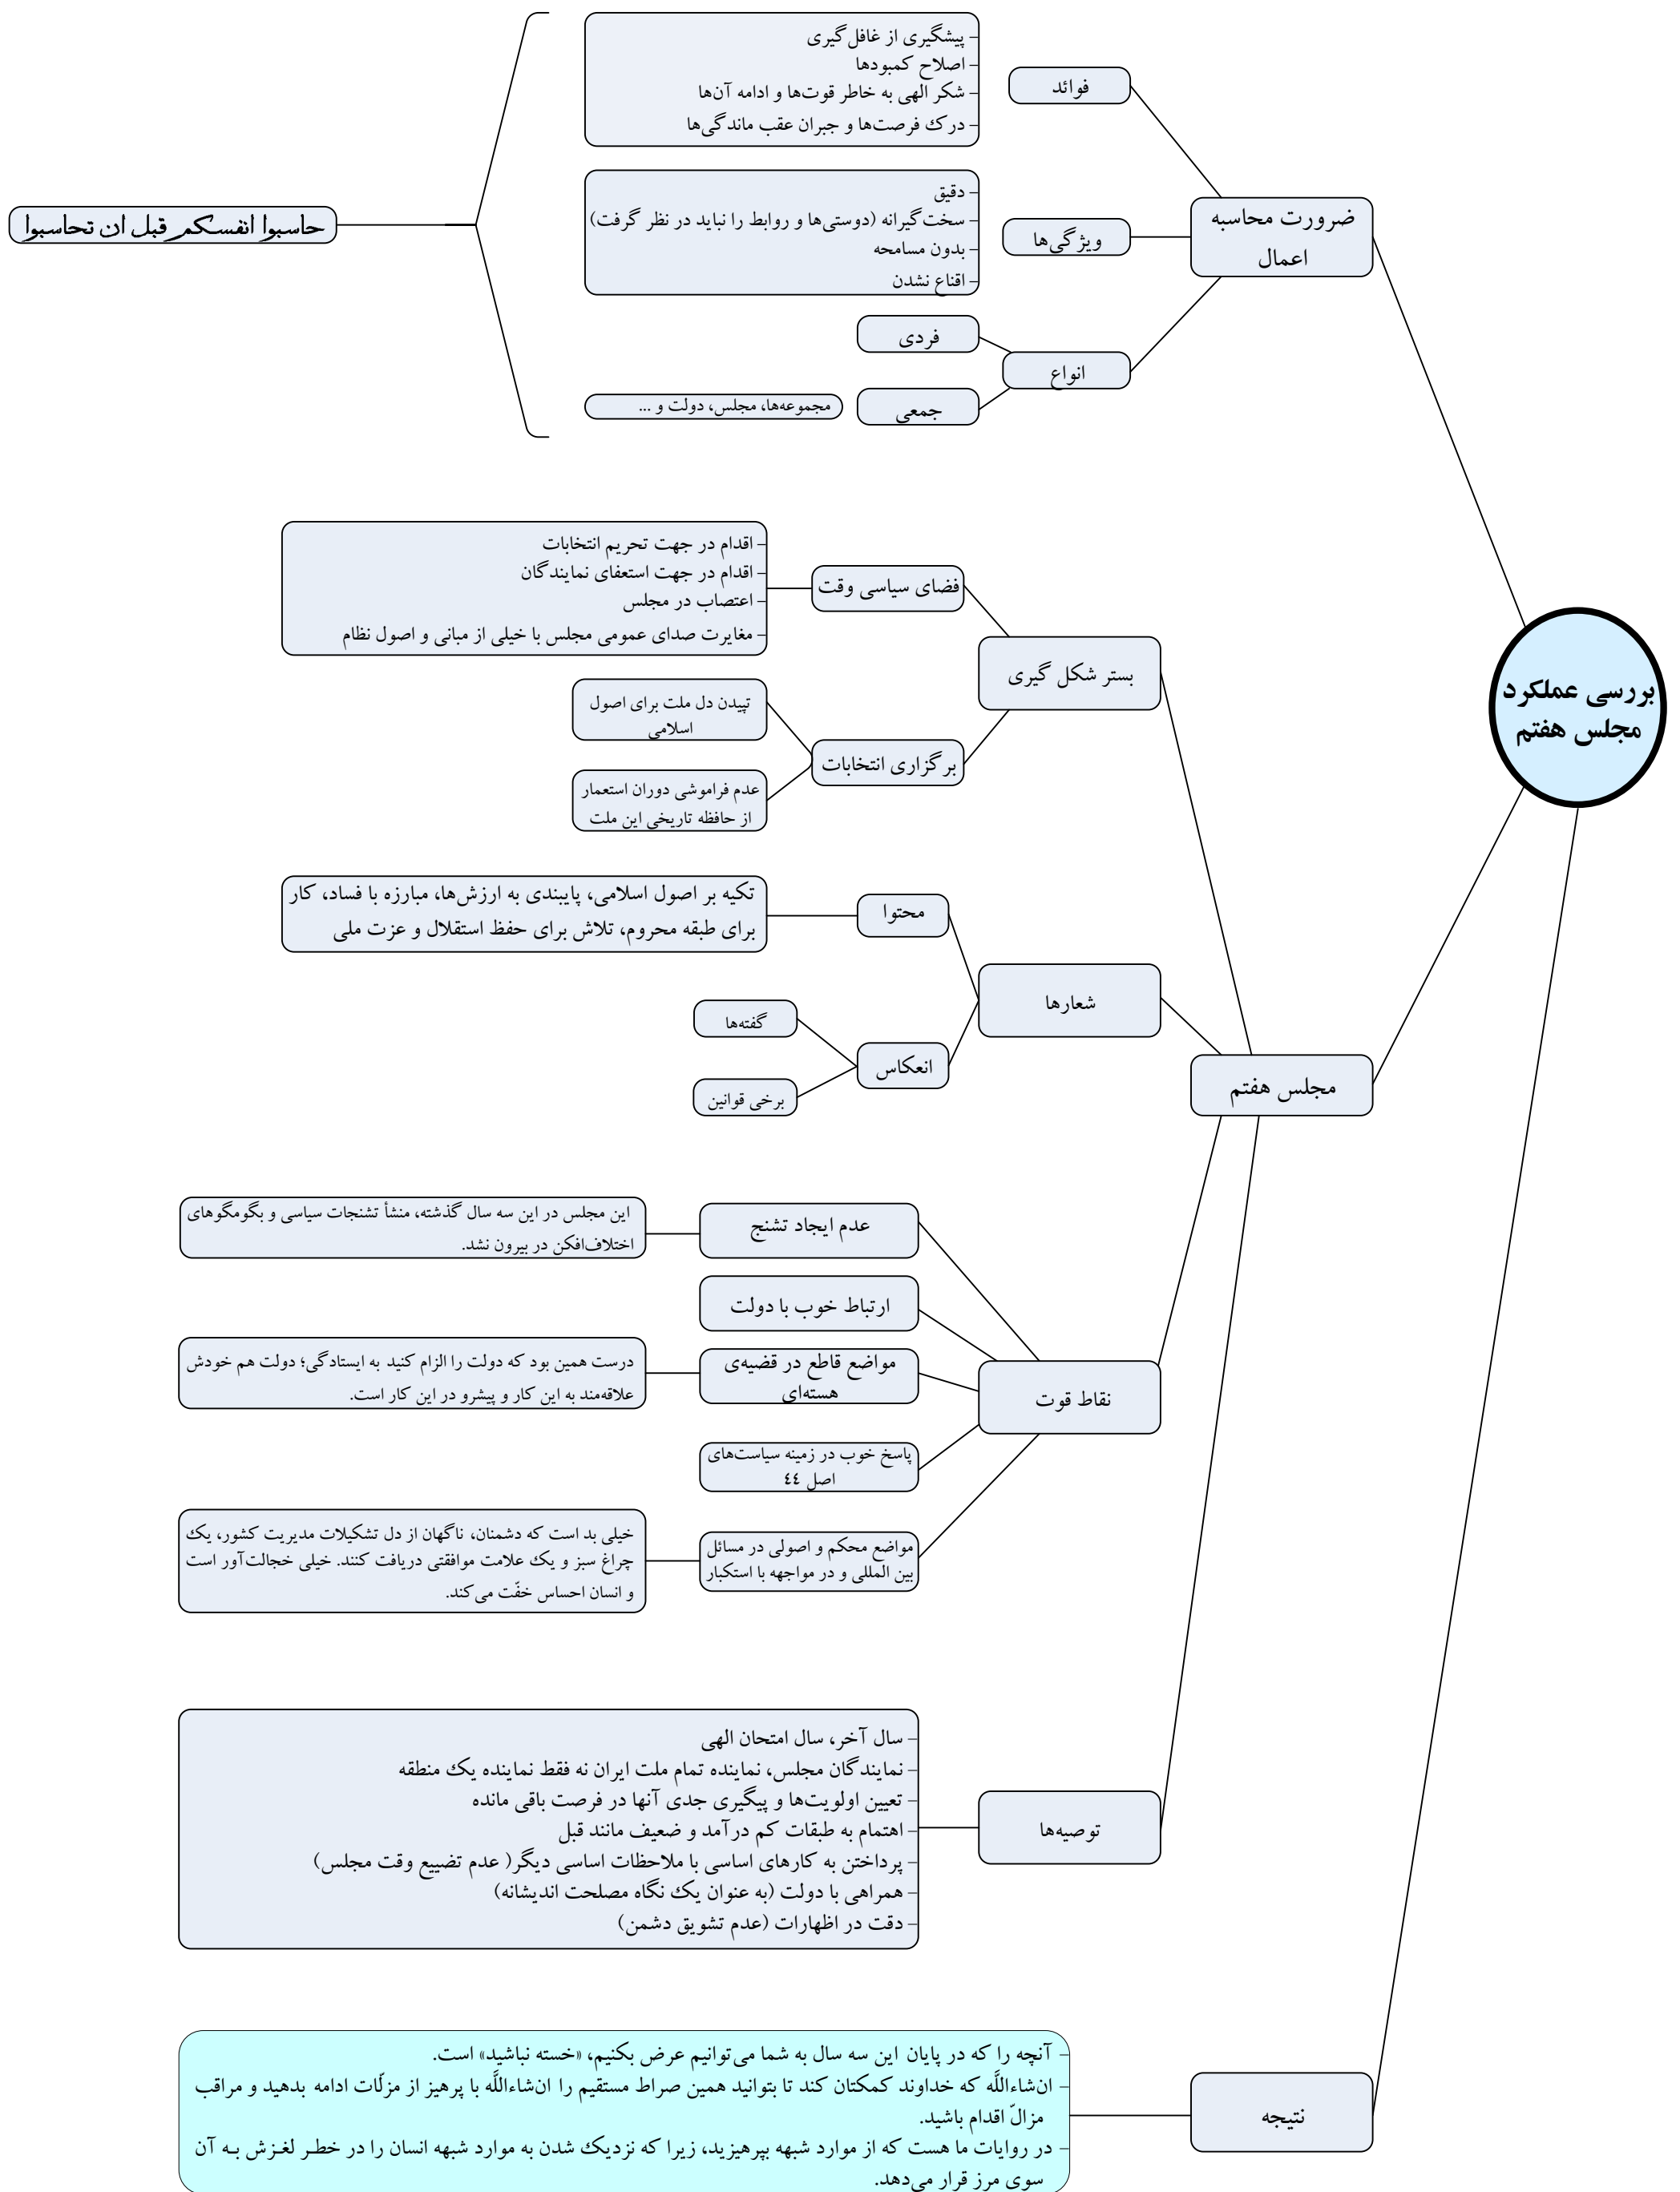 بررسی عملکرد
مجلس هفتم
ضرورت محاسبه
اعمال
فوائد
– پیشگیری از غافل‌گیری
– اصلاح کمبودها
– شکر الهی به خاطر قوت‌ها و ادامه آن‌ها
– درک فرصت‌ها و جبران عقب ماندگی‌ها
ویژگی‌ها
– دقیق
– سخت‌گیرانه (دوستی‌ها و روابط را نباید در نظر گرفت)
– بدون مسامحه
– اقناع نشدن
انواع
فردی
جمعی
مجموعه‌ها، مجلس، دولت و ...
حاسبوا انفسکم قبل ان تحاسبوا
مجلس هفتم
بستر شکل گیری
فضای سیاسی وقت
– اقدام در جهت تحریم انتخابات
– اقدام در جهت استعفای نمایندگان
– اعتصاب در مجلس
– مغایرت صدای عمومی مجلس با خیلی از مبانی و اصول نظام
برگزاری انتخابات
تپیدن دل ملت برای اصول
اسلامی
عدم فراموشی دوران استعمار
از حافظه تاریخی این ملت
شعارها
محتوا
تکیه بر اصول اسلامی، پایبندی به ارزش‌ها، مبارزه با فساد، کار
برای طبقه محروم، تلاش برای حفظ استقلال و عزت ملی
انعکاس
گفته‌ها
برخی قوانین
نقاط قوت
عدم ایجاد تشنج
این مجلس در این سه سال گذشته، منشأ تشنجات سیاسی و بگومگوهای
اختلاف‌افکن در بیرون نشد.
ارتباط خوب با دولت
مواضع قاطع در قضیه‌ی
هسته‌ای
درست همین بود که دولت را الزام کنید به ایستادگی؛ دولت هم خودش
علاقه‌مند به این کار و پیشرو در این کار است.
پاسخ خوب در زمینه سیاست‌های
اصل ٤٤
مواضع محکم و اصولی در مسائل
بین المللی و در مواجهه با استکبار
خیلی بد است که دشمنان، ناگهان از دل تشکیلات مدیریت کشور، یک
چراغ سبز و یک علامت موافقتی دریافت کنند. خیلی خجالت‌آور است
و انسان احساس خفّت می‌کند.
توصیه‌ها
– سال آخر، سال امتحان الهی
– نمایندگان مجلس، نماینده تمام ملت ایران نه فقط نماینده یک منطقه
– تعیین اولویت‌ها و پیگیری جدی آنها در فرصت باقی مانده
– اهتمام به طبقات کم درآمد و ضعیف مانند قبل
– پرداختن به کارهای اساسی با ملاحظات اساسی دیگر( عدم تضییع وقت مجلس)
– همراهی با دولت (به عنوان یک نگاه مصلحت اندیشانه)
– دقت در اظهارات (عدم تشویق دشمن)
نتیجه
– آنچه را که در پایان این سه سال به شما می‌توانیم عرض بکنیم، «خسته نباشید» است.
– ان‌شاءاللَّه که خداوند کمکتان کند تا بتوانید همین صراط مستقیم را ان‌شاءاللَّه با پرهیز از مزلّات ادامه بدهید و مراقب
مزالّ اقدام باشید.
– در روایات ما هست که از موارد شبهه بپرهیزید، زیرا که نزدیک شدن به موارد شبهه انسان را در خطـر لغـزش بـه آن
سوی مرز قرار می‌دهد.